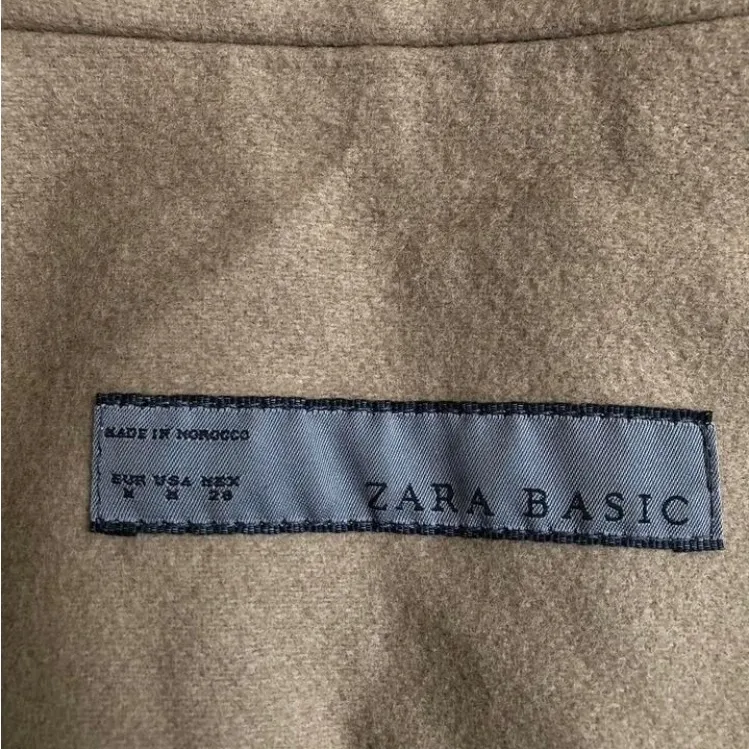 MADE IN MOROCCO
EUR USA MEX
M M 28
ZARA BASIC